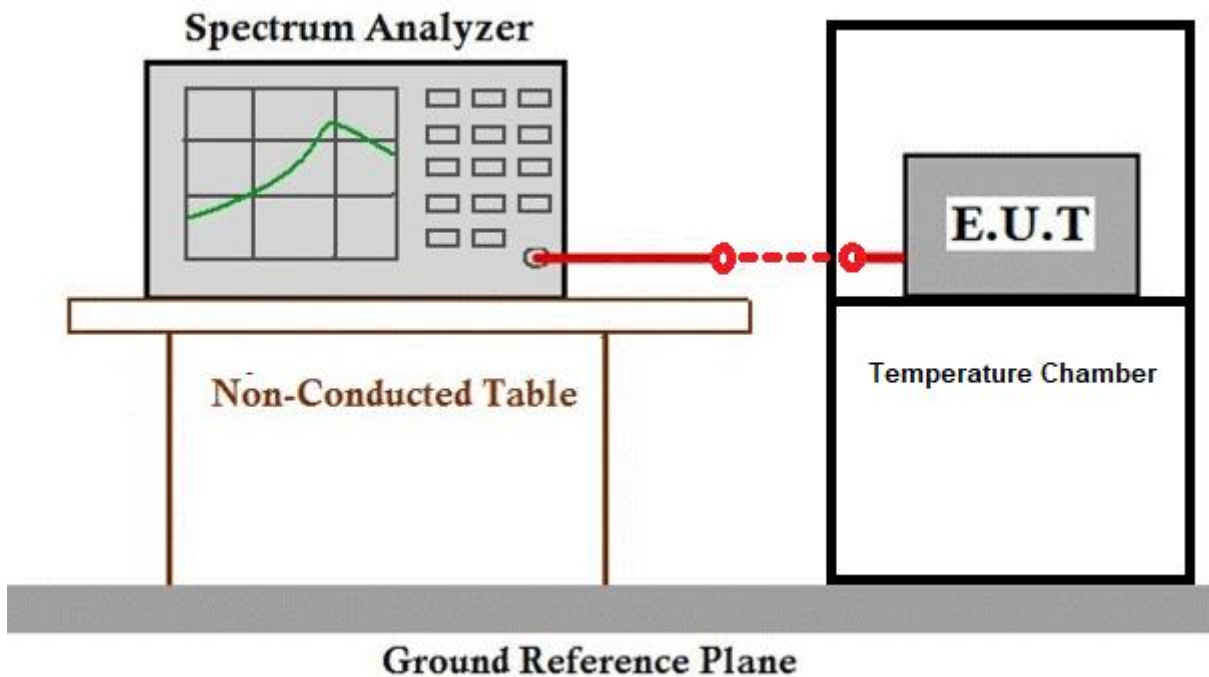 Spectrum Analyzer
E.U.T
Temperature Chamber
Non-Conducted Table
Ground Reference Plane